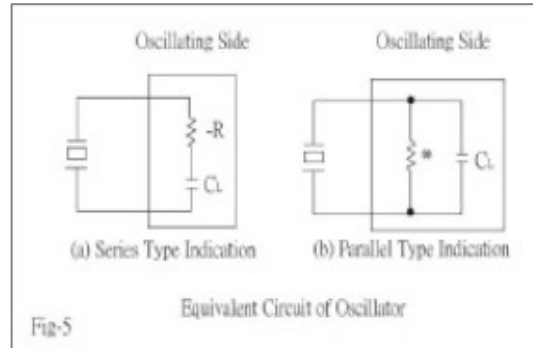 Oscillating Side Oscillating Side
-R
CL CL
(a) Series Type Indication (b) Parallel Type Indication
Equivalent Circuit of Oscillator
Fig-5